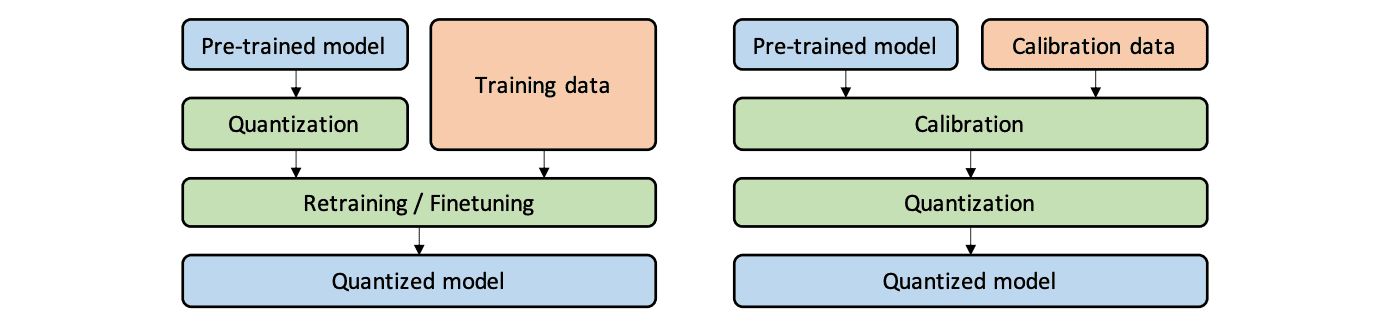 Pre-trained model
Training data
Quantization
Retraining / Finetuning
Quantized model
Pre-trained model
Calibration data
Calibration
Quantization
Quantized model